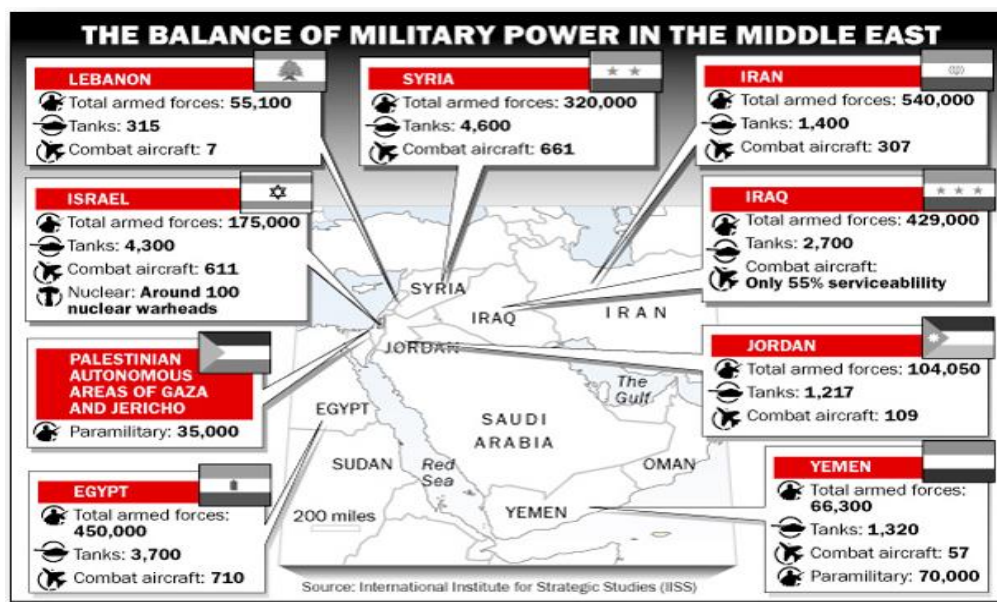 THE BALANCE OF MILITARY POWER IN THE MIDDLE EAST
LEBANON
Total armed forces: 55,100
Tanks: 315
Combat aircraft: 7
SYRIA
Total armed forces: 320,000
Tanks: 4,600
Combat aircraft: 661
IRAN
Total armed forces: 540,000
Tanks: 1,400
Combat aircraft: 307
ISRAEL
Total armed forces: 175,000
Tanks: 4,300
Combat aircraft: 611
Nuclear: Around 100
nuclear warheads
IRAQ
Total armed forces: 429,000
Tanks: 2,700
Combat aircraft:
Only 55% serviceablility
PALESTINIAN
AUTONOMOUS
AREAS OF GAZA
AND JERICHO
Paramilitary: 35,000
JORDAN
Total armed forces: 104,050
Tanks: 1,217
Combat aircraft: 109
EGYPT
Total armed forces:
450,000
Tanks: 3,700
Combat aircraft: 710
YEMEN
Total armed forces:
66,300
Tanks: 1,320
Combat aircraft: 57
Paramilitary: 70,000
SYRIA
IRAQ
IRAN
JORDAN
The
Gulf
EGYPT
SAUDI
ARABIA
SUDAN
Red
Sea
OMAN
YEMEN
200 miles
Source: International Institute for Strategic Studies (IISS)